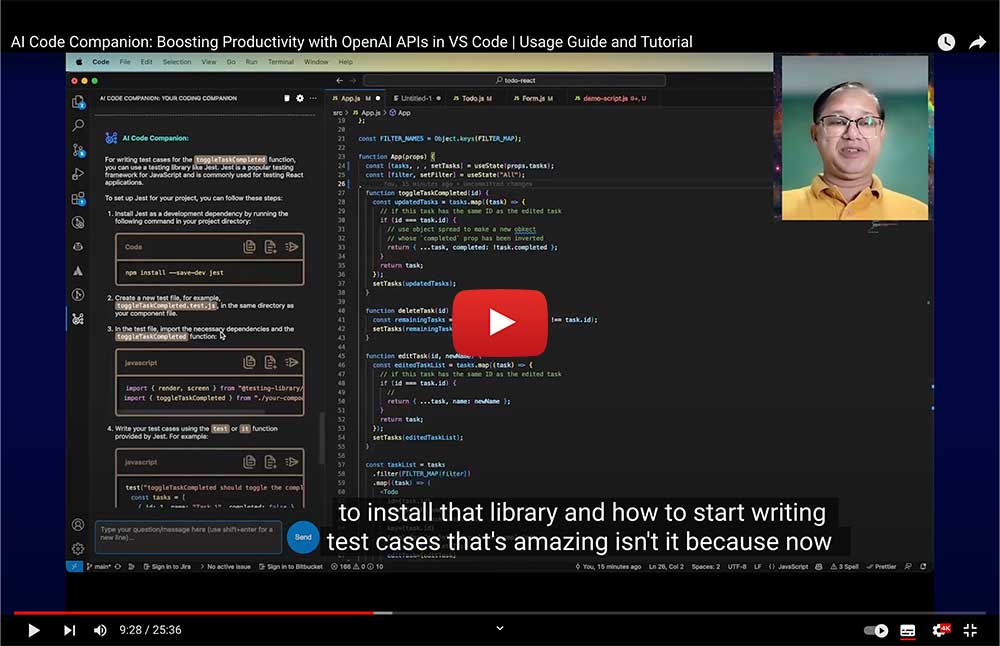 AI Code Companion: Boosting Productivity with OpenAI APIs in VS Code | Usage Guide and Tutorial
Code File Edit Selection View Go Run Terminal Window Help
todo-react
AI CODE COMPANION: YOUR CODING COMPANION
App.js M
Untitled-1
Todo.js M
Form.js M
demo-script.js 9+, U
src > App.js > App
AI Code Companion:
For writing test cases for the toggleTaskCompleted function,
you can use a testing library like Jest. Jest is a popular testing
framework for JavaScript and is commonly used for testing React
applications.
To set up Jest for your project, you can follow these steps:
1. Install Jest as a development dependency by running the
following command in your project directory:
Code
npm install --save-dev jest
2. Create a new test file, for example,
toggleTaskCompleted.test.js, in the same directory as
your component file.
3. In the test file, import the necessary dependencies and the
toggleTaskCompleted function:
javascript
import { render, screen } from "@testing-library/
import { toggleTaskCompleted } from "./your-compo
4. Write your test cases using the test or it function
provided by Jest. For example:
javascript
test("toggleTaskCompleted should toggle the compl
const tasks = [
{ id: 1, name: "Task 1", completed: false }
Type your question/message here (use shift+enter for a
new line)...
Send
19 };
20
21 const FILTER_NAMES = Object.keys(FILTER_MAP);
22
23 function App(props) {
24 const [tasks, , setTasks] = useState(props.tasks);
25 const [filter, setFilter] = useState("All");
26 You, 15 minutes ago • Uncommitted changes
27 function toggleTaskCompleted(id) {
28 const updatedTasks = tasks.map((task) => {
29 // if this task has the same ID as the edited task
30 if (id === task.id) {
31 // use object spread to make a new obkect
32 // whose `completed` prop has been inverted
33 return { ...task, completed: !task.completed };
34 }
35 return task;
36 });
37 setTasks(updatedTasks);
38 }
39
40 function deleteTask(id)
41 const remainingTasks !== task.id);
42 setTasks(remainingTask
43 }
44
45 function editTask(id, newName)
46 const editedTaskList = tasks.map((task) => {
47 // if this task has the same ID as the edited task
48 if (id === task.id) {
49 //
50 return { ...task, name: newName };
51 }
52 return task;
53 });
54 setTasks(editedTaskList);
55 }
56
57 const taskList = tasks
58 .filter(FILTER_MAP[filter])
59 .map((task) => (
60 <Todo
to install that library and how to start writing
test cases that's amazing isn't it because now
main* Sign in to Jira No active issue Sign in to Bitbucket 166 0 10 You, 15 minutes ago Ln 26, Col 2 Spaces: 2 UTF-8 LF {} JavaScript 3 Spell Prettier
9:28 / 25:36
4K